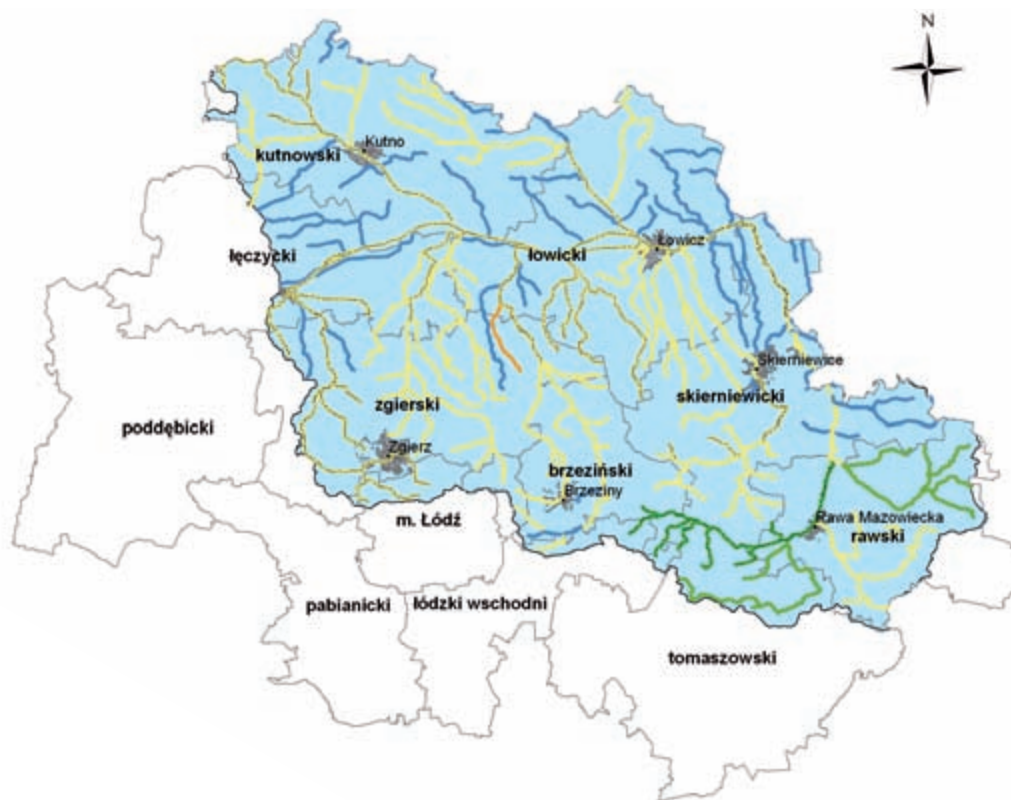 N
Kutno
kutnowski
Łowicz
łęczycki
łowicki
Skierniewice
skierniewicki
zgierski
poddębicki
Zgierz
brzeziński
Brzeziny
m. Łódź
Rawa Mazowiecka
rawski
pabianicki
łódzki wschodni
tomaszowski